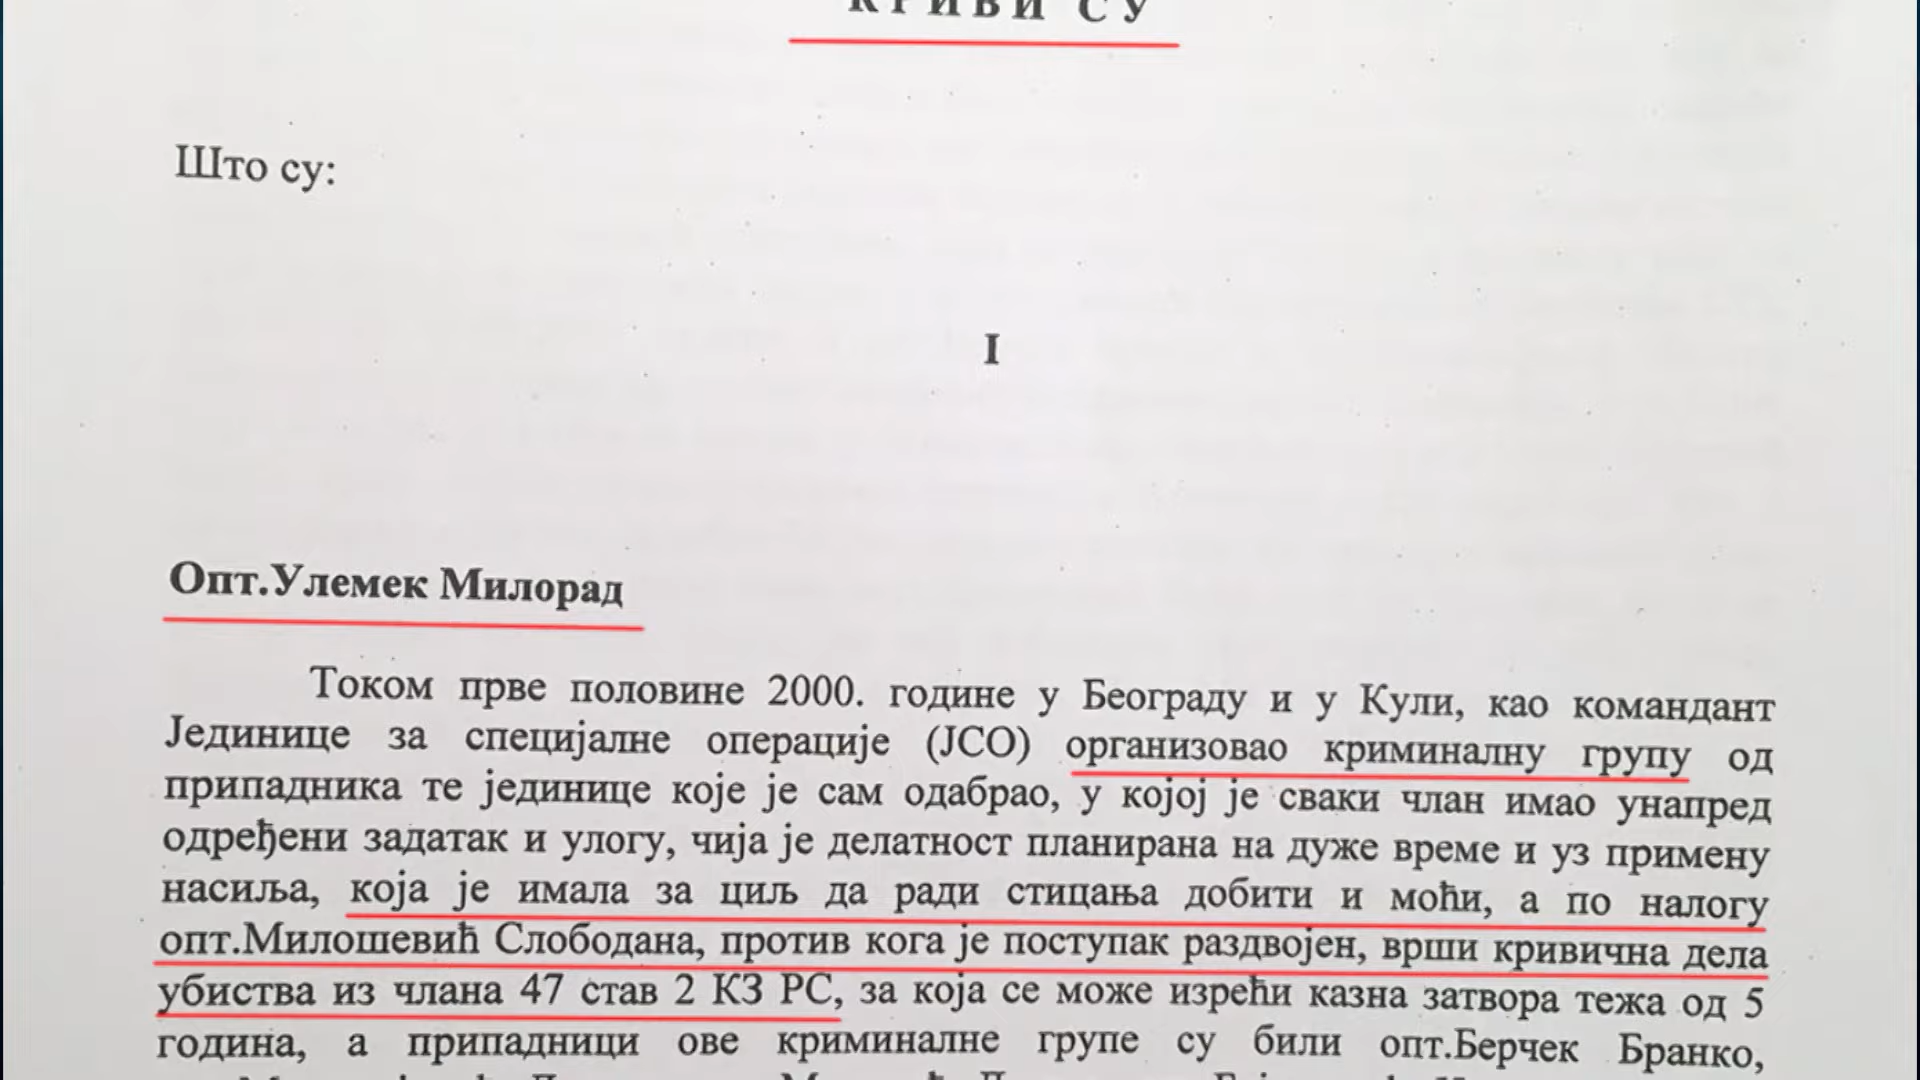 КРИВИ СУ
Што су:
I
Опт.Улемек Милорад
Током прве половине 2000. године у Београду и у Кули, као командант
Јединице за специјалне операције (ЈСО) организовао криминалну групу од
припадника те јединице које је сам одабрао, у којој је сваки члан имао унапред
одређени задатак и улогу, чија је делатност планирана на дуже време и уз примену
насиља, која је имала за циљ да ради стицања добити и моћи, а по налогу
опт.Милошевић Слободана, против кога је поступак раздвојен, врши кривична дела
убиства из члана 47 став 2 КЗ РС, за која се може изрећи казна затвора тежа од 5
година, а припадници ове криминалне групе су били опт.Берчек Бранко,